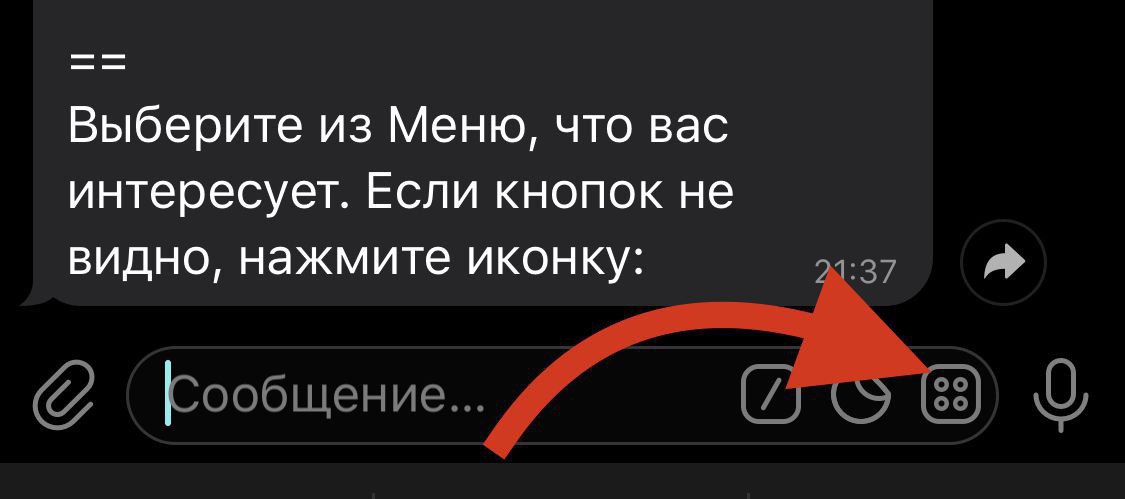 ==
Выберите из Меню, что вас
интересует. Если кнопок не
видно, нажмите иконку:
21:37
Сообщение...